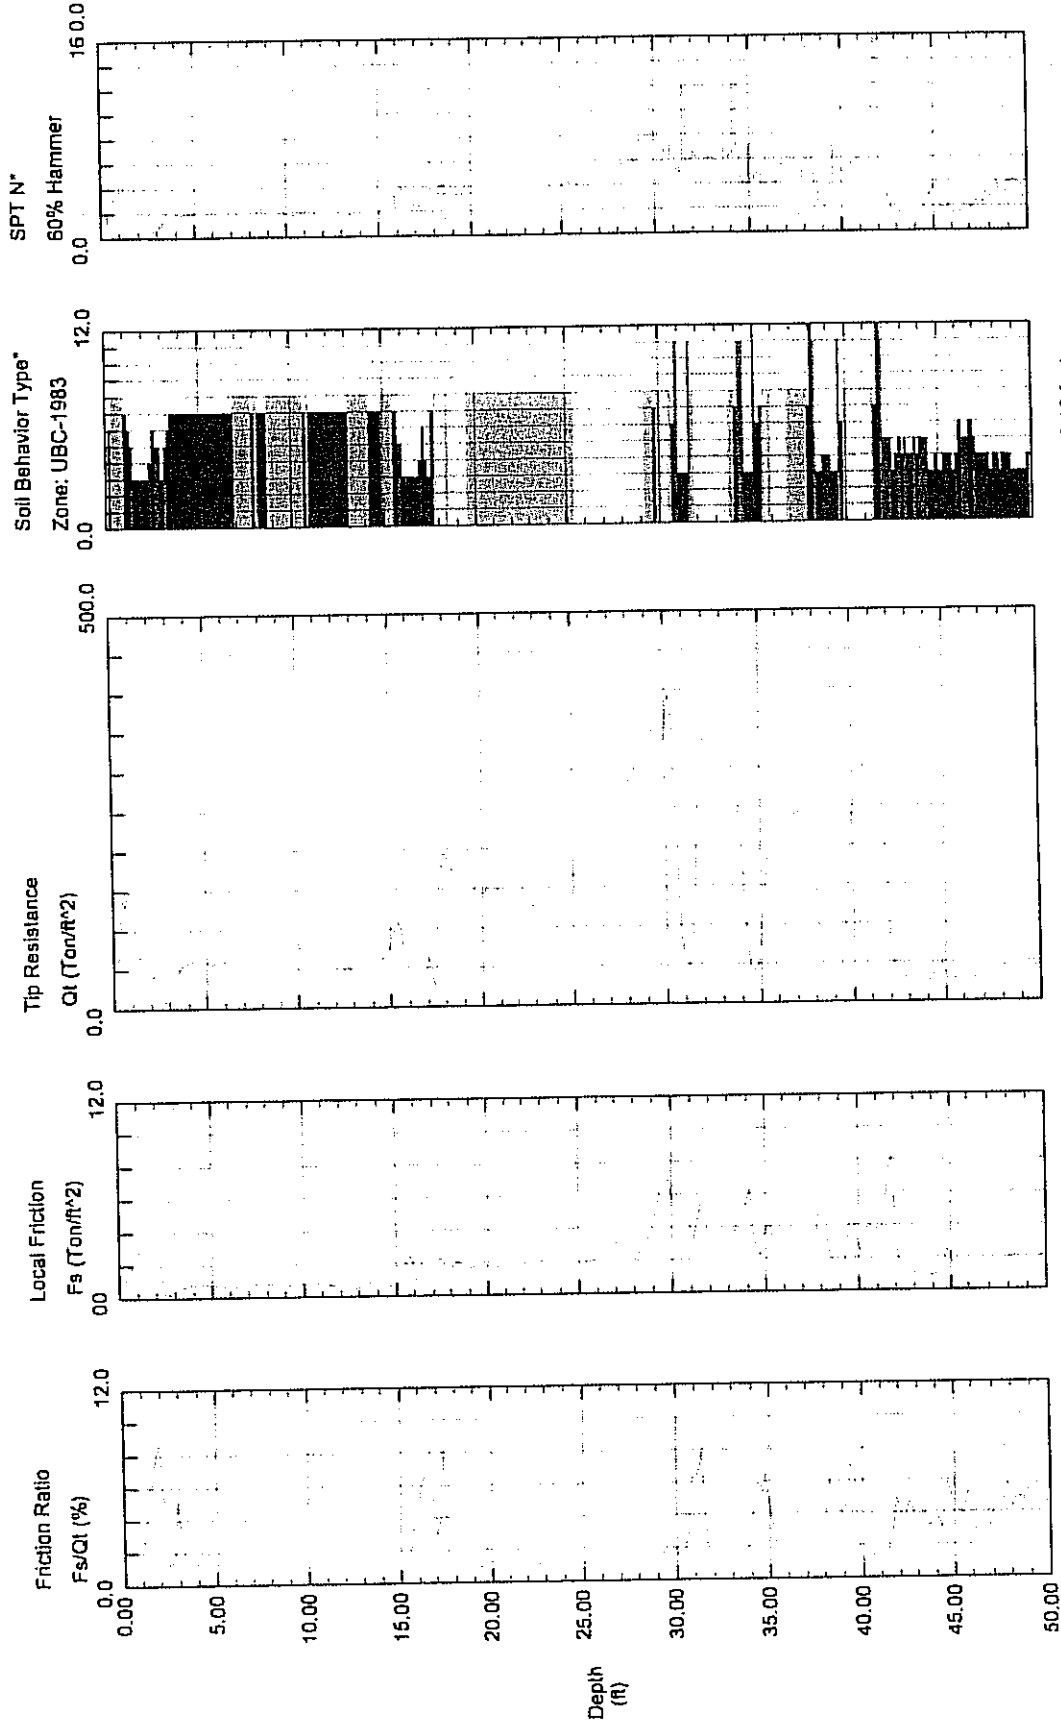 Friction Ratio
Fs/Qt (%)
0.0
12.0
Local Friction
Fs (Ton/ft^2)
00
12.0
Tip Resistance
Qt (Ton/ft^2)
0.0
500.0
Soil Behavior Type*
Zone: UBC-1983
0.0
12.0
SPT N*
60% Hammer
0.0
16 0.0
0.00
5.00
10.00
15.00
20.00
25.00
30.00
35.00
40.00
45.00
50.00
Depth
(ft)